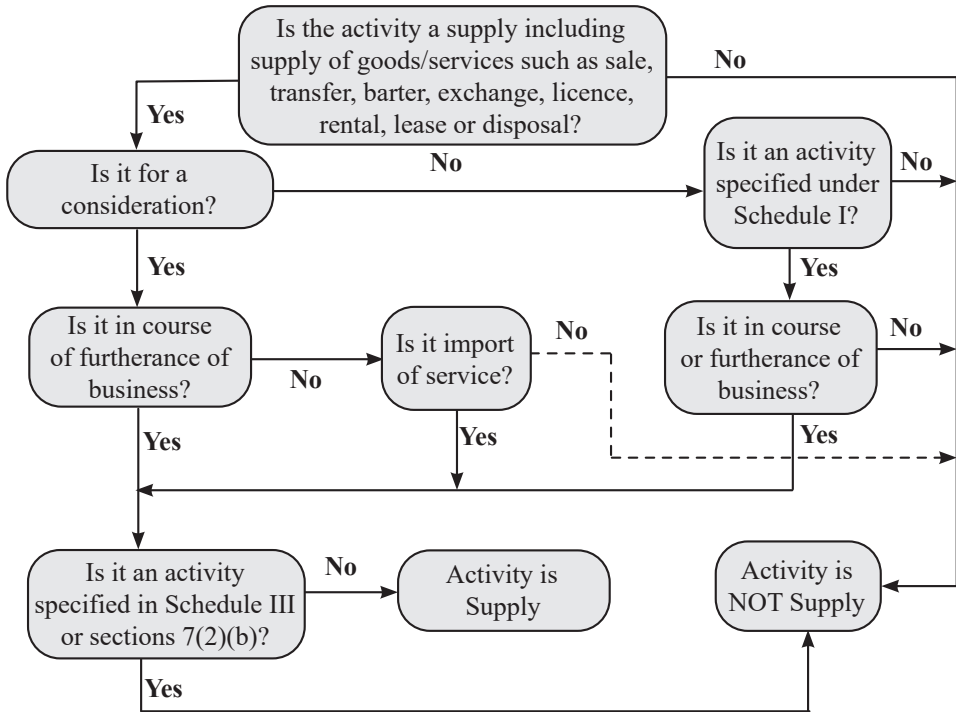 Is the activity a supply including
supply of goods/services such as sale,
transfer, barter, exchange, licence,
rental, lease or disposal?
No
Yes
Is it for a
consideration?
No
Is it an activity
specified under
Schedule I?
No
Yes
Yes
Is it in course
of furtherance of
business?
No
Is it import
of service?
No
Is it in course
or furtherance of
business?
No
Yes
Yes
Yes
Is it an activity
specified in Schedule III
or sections 7(2)(b)?
No
Activity is
Supply
Activity is
NOT Supply
Yes